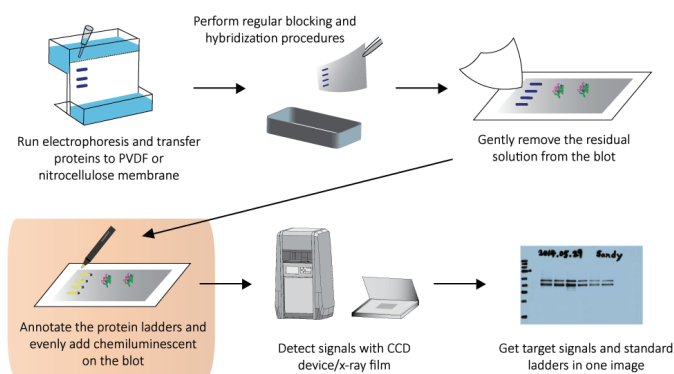 Perform regular blocking and
hybridization procedures
Run electrophoresis and transfer
proteins to PVDF or
nitrocellulose membrane
Gently remove the residual
solution from the blot
Annotate the protein ladders and
evenly add chemiluminescent
on the blot
Detect signals with CCD
device/x-ray film
2014.05.29 Sandy
Get target signals and standard
ladders in one image